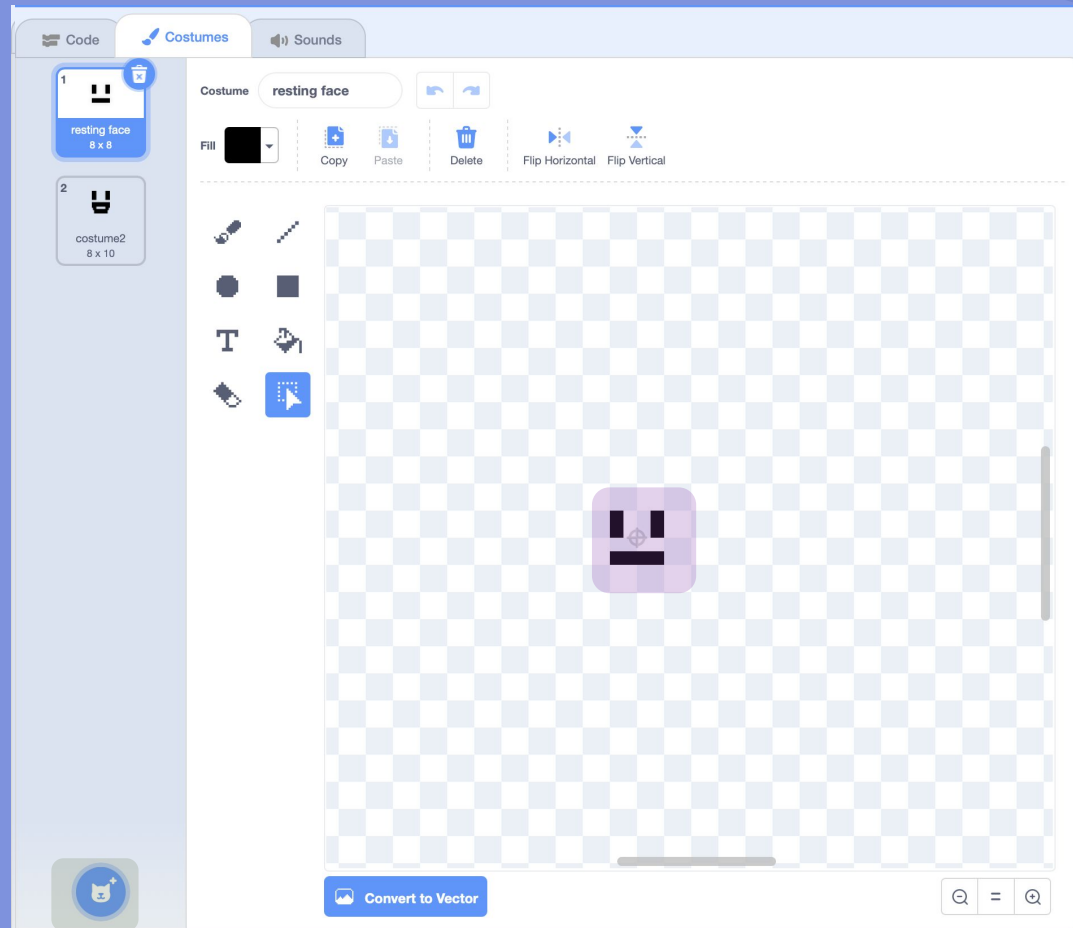 Code
Costumes
Sounds
1
resting face
8 x 8
2
costume2
8 x 10
Costume
resting face
Fill
Copy
Paste
Delete
Flip Horizontal
Flip Vertical
T
Convert to Vector